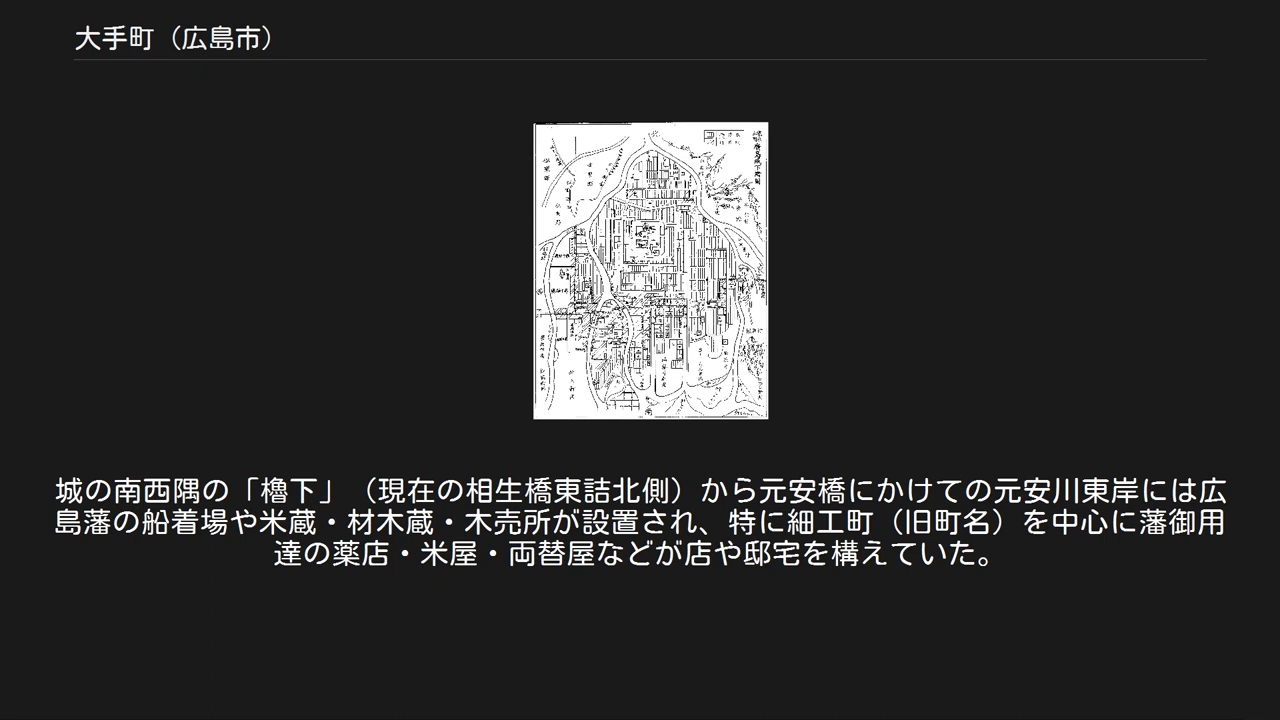 大手町（広島市）
城の南西隅の「櫓下」（現在の相生橋東詰北側）から元安橋にかけての元安川東岸には広
島藩の船着場や米蔵・材木蔵・木売所が設置され、特に細工町（旧町名）を中心に藩御用
達の薬店・米屋・両替屋などが店や邸宅を構えていた。